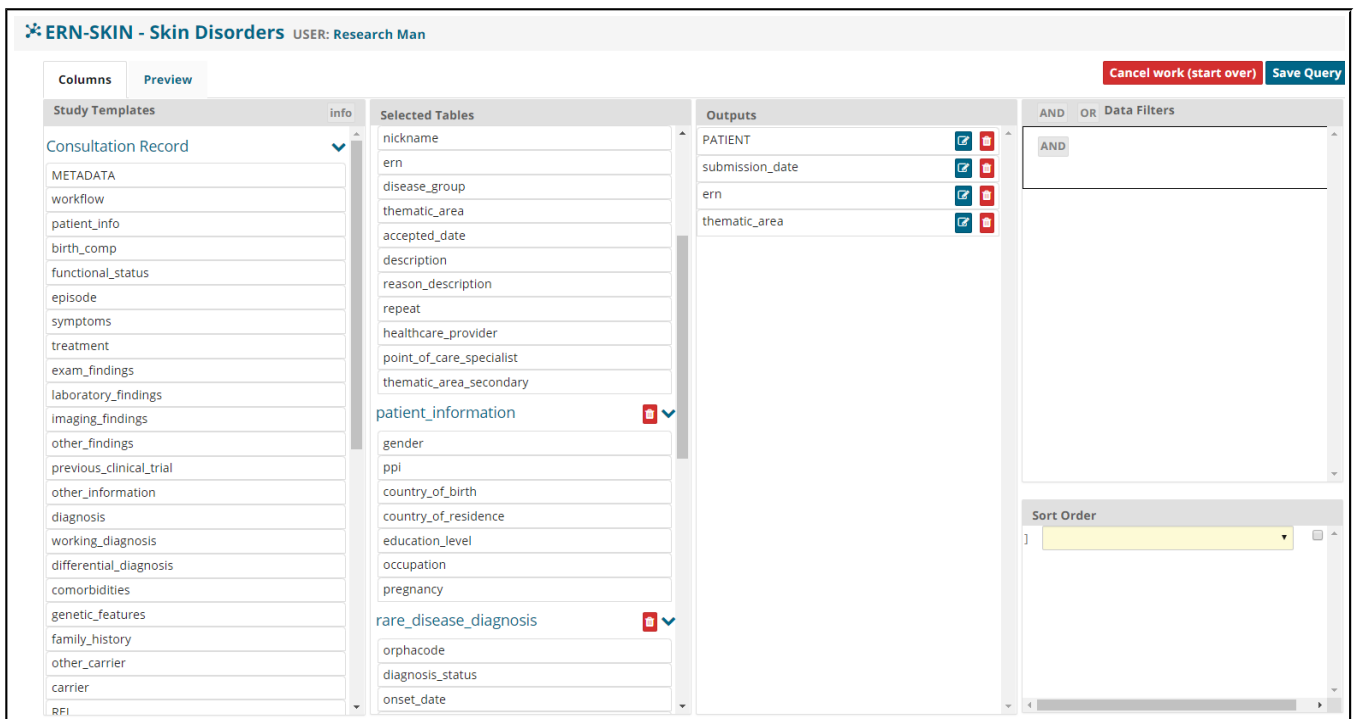 ERN-SKIN - Skin Disorders USER: Research Man
Columns
Preview
Cancel work (start over)
Save Query
Study Templates
info
Consultation Record
METADATA
workflow
patient_info
birth_comp
functional_status
episode
symptoms
treatment
exam_findings
laboratory_findings
imaging_findings
other_findings
previous_clinical_trial
other_information
diagnosis
working_diagnosis
differential_diagnosis
comorbidities
genetic_features
family_history
other_carrier
carrier
Selected Tables
nickname
ern
disease_group
thematic_area
accepted_date
description
reason_description
repeat
healthcare_provider
point_of_care_specialist
thematic_area_secondary
patient_information
gender
ppi
country_of_birth
country_of_residence
education_level
occupation
pregnancy
rare_disease_diagnosis
orphacode
diagnosis_status
onset_date
Outputs
PATIENT
submission_date
ern
thematic_area
AND OR Data Filters
AND
Sort Order
]